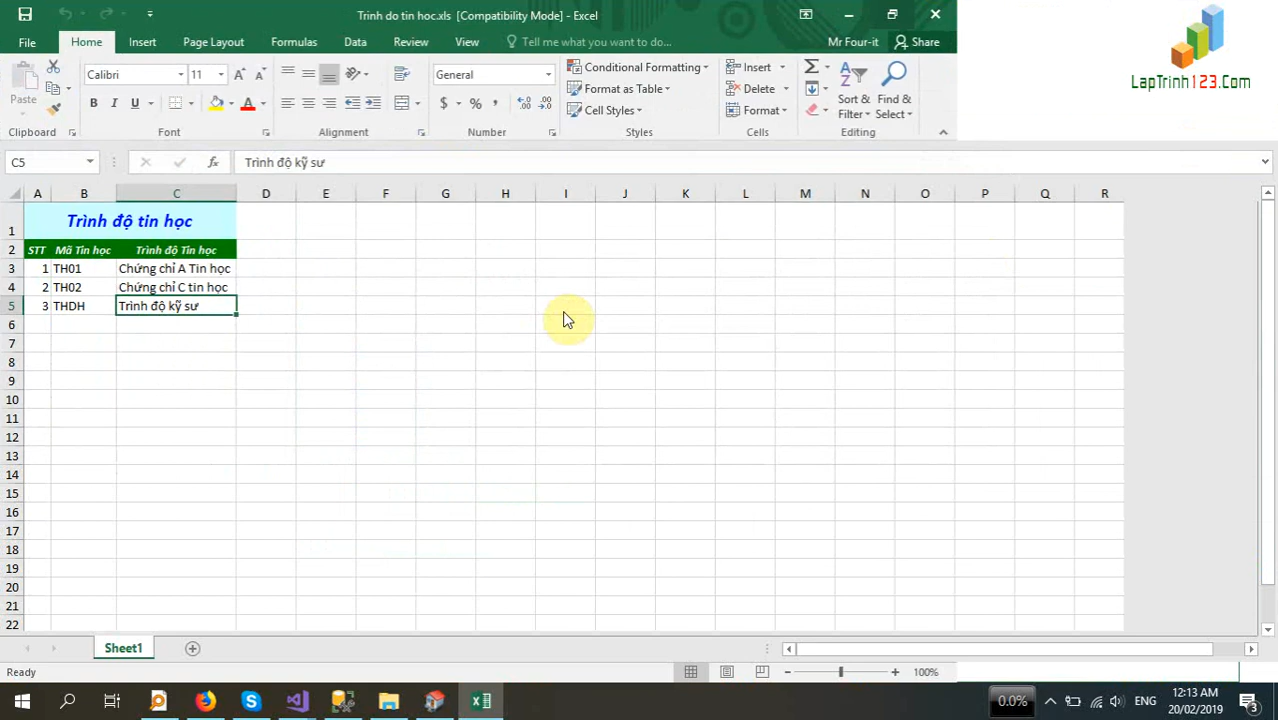 Trinh do tin hoc.xls [Compatibility Mode] - Excel
File Home Insert Page Layout Formulas Data Review View Tell me what you want to do... Mr Four-it Share
LapTrinh123.Com
Paste
Calibri 11
B I U
General
$ % ,
Conditional Formatting
Format as Table
Cell Styles
Insert
Delete
Format
Sort & Filter
Find & Select
Clipboard Font Alignment Number Styles Cells Editing
C5 fx Trình độ kỹ sư
A B C D E F G H I J K L M N O P Q R
1 Trình độ tin học
2 STT Mã Tin học Trình độ Tin học
3 1 TH01 Chứng chỉ A Tin học
4 2 TH02 Chứng chỉ C tin học
5 3 THDH Trình độ kỹ sư
6
7
8
9
10
11
12
13
14
15
16
17
18
19
20
21
22
Sheet1
Ready 100%
0.0% ENG 12:13 AM
20/02/2019 3